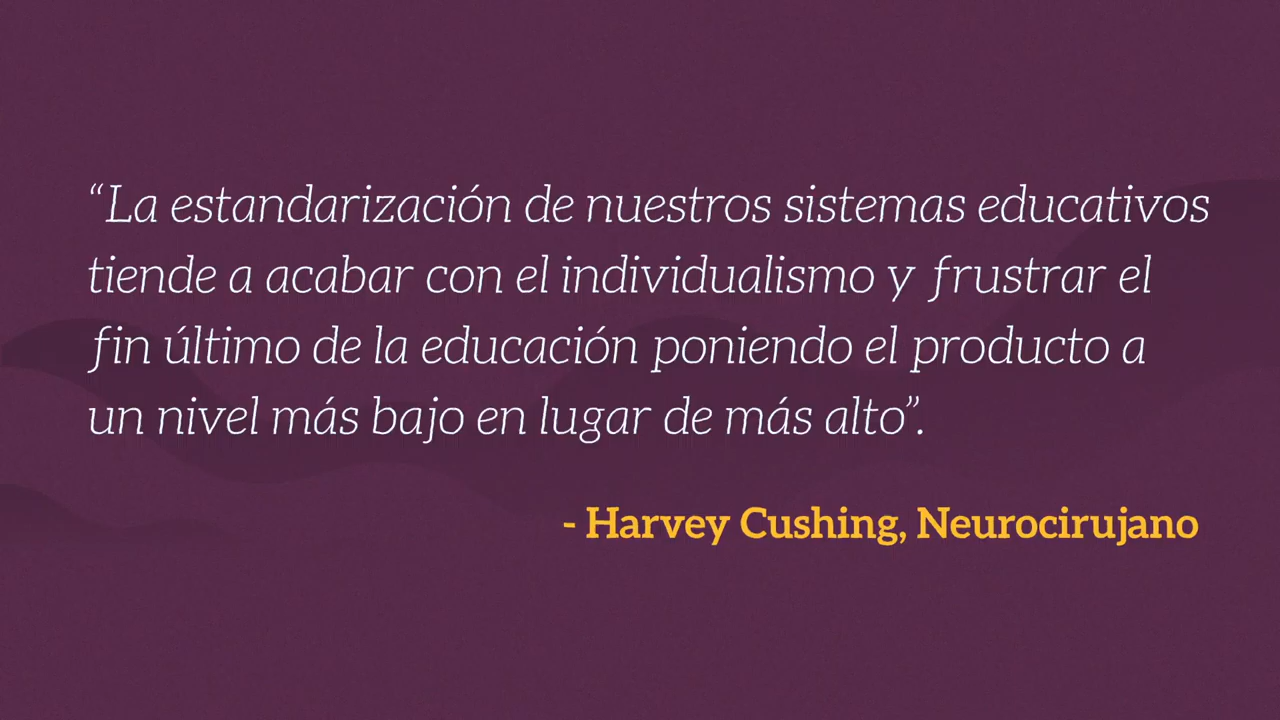 “La estandarización de nuestros sistemas educativos
tiende a acabar con el individualismo y frustrar el
fin último de la educación poniendo el producto a
un nivel más bajo en lugar de más alto”.
- Harvey Cushing, Neurocirujano